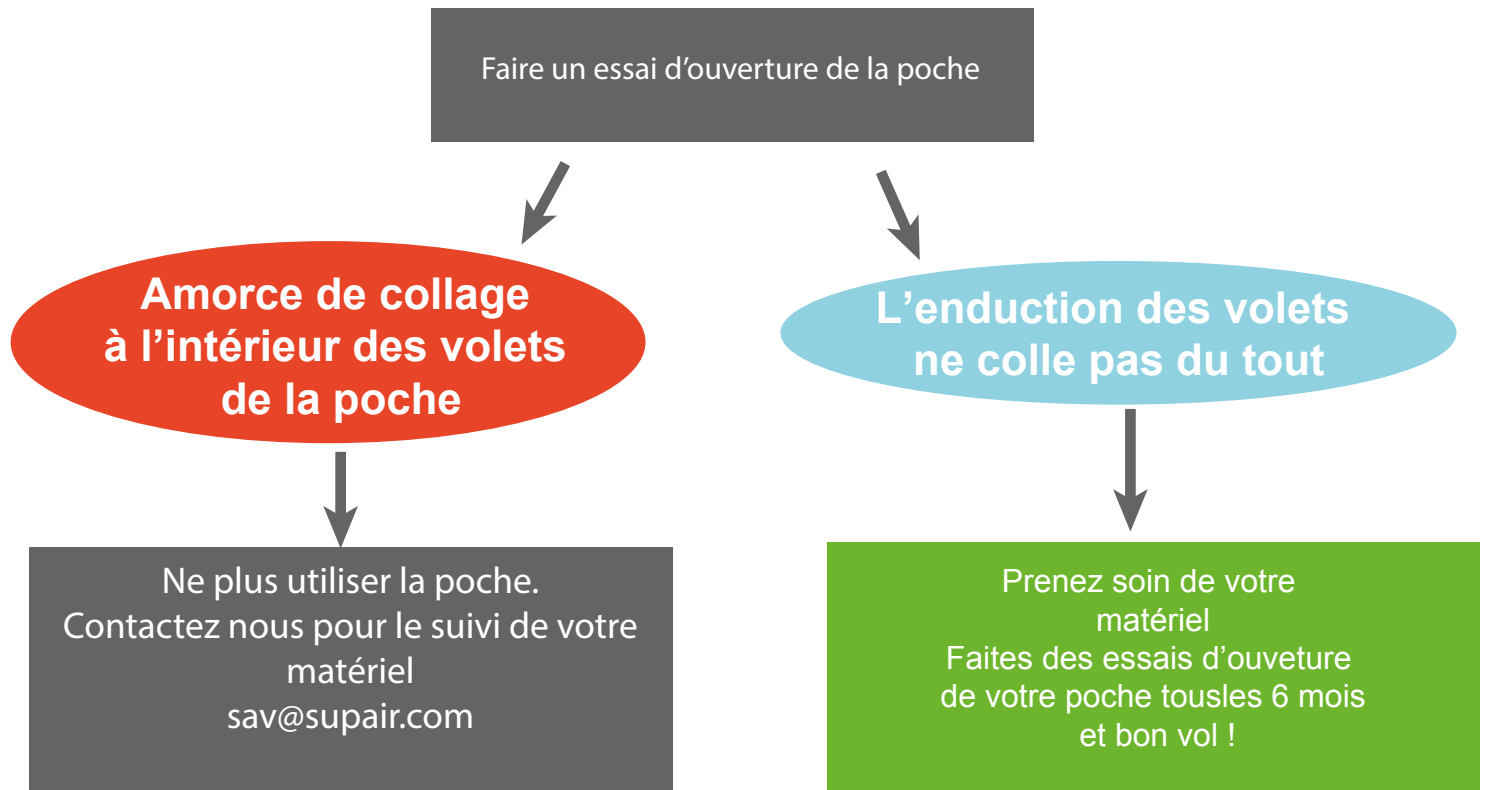 Faire un essai d’ouverture de la poche
Amorce de collage
à l’intérieur des volets
de la poche
L’enduction des volets
ne colle pas du tout
Ne plus utiliser la poche.
Contactez nous pour le suivi de votre
matériel
sav@supair.com
Prenez soin de votre
matériel
Faites des essais d’ouveture
de votre poche tousles 6 mois
et bon vol !